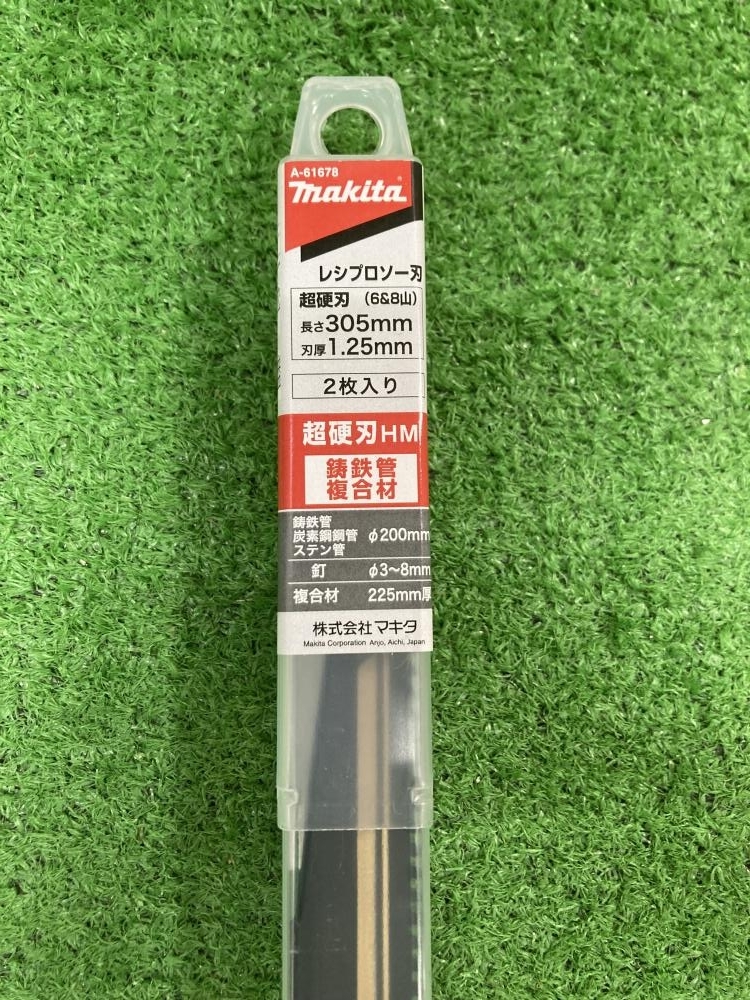 A-61678
makita
レシプロソー刃
超硬刃(6&8山)
長さ305mm
刃厚1.25mm
2枚入り
超硬刃HM
鋳鉄管
複合材
鋳鉄管
炭素鋼鋼管 φ200mm
ステン管
釘 φ3~8mm
複合材 225mm厚
株式会社マキタ
Makita Corporation Anjo, Aichi, Japan